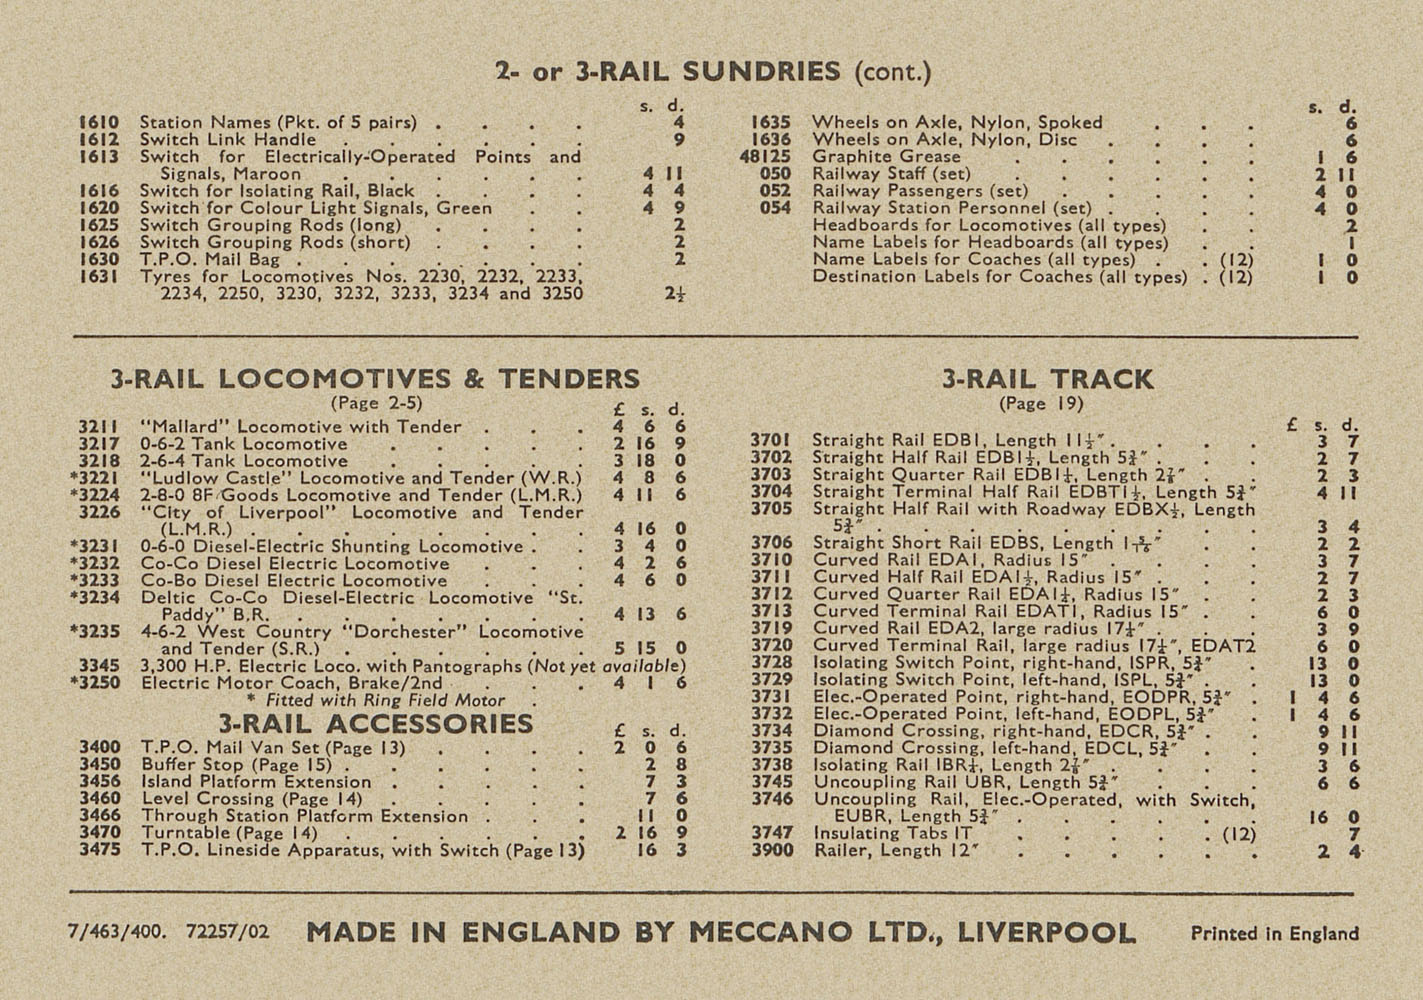 2- or 3-RAIL SUNDRIES (cont.)
s. d.
1610 Station Names (Pkt. of 5 pairs) . . . . 4
1612 Switch Link Handle . . . . . . 9
1613 Switch for Electrically-Operated Points and
Signals, Maroon . . . . . . 4 11
1616 Switch for Isolating Rail, Black . . . . 4 4
1620 Switch for Colour Light Signals, Green . . 4 9
1625 Switch Grouping Rods (long) . . . . 2
1626 Switch Grouping Rods (short) . . . . 2
1630 T.P.O. Mail Bag . . . . . . . 2
1631 Tyres for Locomotives Nos. 2230, 2232, 2233,
2234, 2250, 3230, 3232, 3233, 3234 and 3250 2½
s. d.
1635 Wheels on Axle, Nylon, Spoked . . . 6
1636 Wheels on Axle, Nylon, Disc . . . . 6
48125 Graphite Grease . . . . . . 1 6
050 Railway Staff (set) . . . . . . 2 11
052 Railway Passengers (set) . . . . . 4 0
054 Railway Station Personnel (set) . . . . 4 0
Headboards for Locomotives (all types) . . 2
Name Labels for Headboards (all types) . . 1
Name Labels for Coaches (all types) . . (12) 1 0
Destination Labels for Coaches (all types) . (12) 1 0
3-RAIL LOCOMOTIVES & TENDERS
(Page 2-5)
£ s. d.
3211 “Mallard” Locomotive with Tender . . . 4 6 6
3217 0-6-2 Tank Locomotive . . . . . 2 16 9
3218 2-6-4 Tank Locomotive . . . . . 3 18 0
*3221 “Ludlow Castle” Locomotive and Tender (W.R.) 4 8 6
*3224 2-8-0 8F Goods Locomotive and Tender (L.M.R.) 4 11 6
3226 “City of Liverpool” Locomotive and Tender
(L.M.R.) . . . . . . . . 4 16 0
*3231 0-6-0 Diesel-Electric Shunting Locomotive . . 3 4 0
*3232 Co-Co Diesel Electric Locomotive . . . 4 2 6
*3233 Co-Bo Diesel Electric Locomotive . . . 4 6 0
*3234 Deltic Co-Co Diesel-Electric Locomotive “St.
Paddy” B.R. . . . . . . . 4 13 6
*3235 4-6-2 West Country “Dorchester” Locomotive
and Tender (S.R.) . . . . . . 5 15 0
3345 3,300 H.P. Electric Loco. with Pantographs (Not yet available)
*3250 Electric Motor Coach, Brake/2nd . . . 4 1 6
* Fitted with Ring Field Motor .
3-RAIL ACCESSORIES
£ s. d.
3400 T.P.O. Mail Van Set (Page 13) . . . . 2 0 6
3450 Buffer Stop (Page 15) . . . . . . 2 8
3456 Island Platform Extension . . . . . 7 3
3460 Level Crossing (Page 14) . . . . . 7 6
3466 Through Station Platform Extension . . . 11 0
3470 Turntable (Page 14) . . . . . . 2 16 9
3475 T.P.O. Lineside Apparatus, with Switch (Page 13) 16 3
3-RAIL TRACK
(Page 19)
£ s. d.
3701 Straight Rail EDB1, Length 11½″ . . . . 3 7
3702 Straight Half Rail EDB1½, Length 5¾″ . . . 2 7
3703 Straight Quarter Rail EDB1¼, Length 2⅞″ . . 2 3
3704 Straight Terminal Half Rail EDBT1½, Length 5¾″ 4 11
3705 Straight Half Rail with Roadway EDBX½, Length
5¾″ . . . . . . . . . 3 4
3706 Straight Short Rail EDBS, Length 1⁵⁄₁₆″ . . 2 2
3710 Curved Rail EDA1, Radius 15″ . . . . 3 7
3711 Curved Half Rail EDA1½, Radius 15″ . . . 2 7
3712 Curved Quarter Rail EDA1¼, Radius 15″ . . 2 3
3713 Curved Terminal Rail EDAT1, Radius 15″ . . 6 0
3719 Curved Rail EDA2, large radius 17¼″ . . . 3 9
3720 Curved Terminal Rail, large radius 17¼″, EDAT2 6 0
3728 Isolating Switch Point, right-hand, ISPR, 5¾″ . 13 0
3729 Isolating Switch Point, left-hand, ISPL, 5¾″ . . 13 0
3731 Elec.-Operated Point, right-hand, EODPR, 5¾″ . 1 4 6
3732 Elec.-Operated Point, left-hand, EODPL, 5¾″ . 1 4 6
3734 Diamond Crossing, right-hand, EDCR, 5¾″ . . 9 11
3735 Diamond Crossing, left-hand, EDCL, 5¾″ . . 9 11
3738 Isolating Rail IBR¼, Length 2⅞″ . . . . 3 6
3745 Uncoupling Rail UBR, Length 5¾″ . . . 6 6
3746 Uncoupling Rail, Elec.-Operated, with Switch,
EUBR, Length 5¾″ . . . . . . 16 0
3747 Insulating Tabs IT . . . . . (12) 7
3900 Railer, Length 12″ . . . . . . 2 4
7/463/400. 72257/02 MADE IN ENGLAND BY MECCANO LTD., LIVERPOOL Printed in England